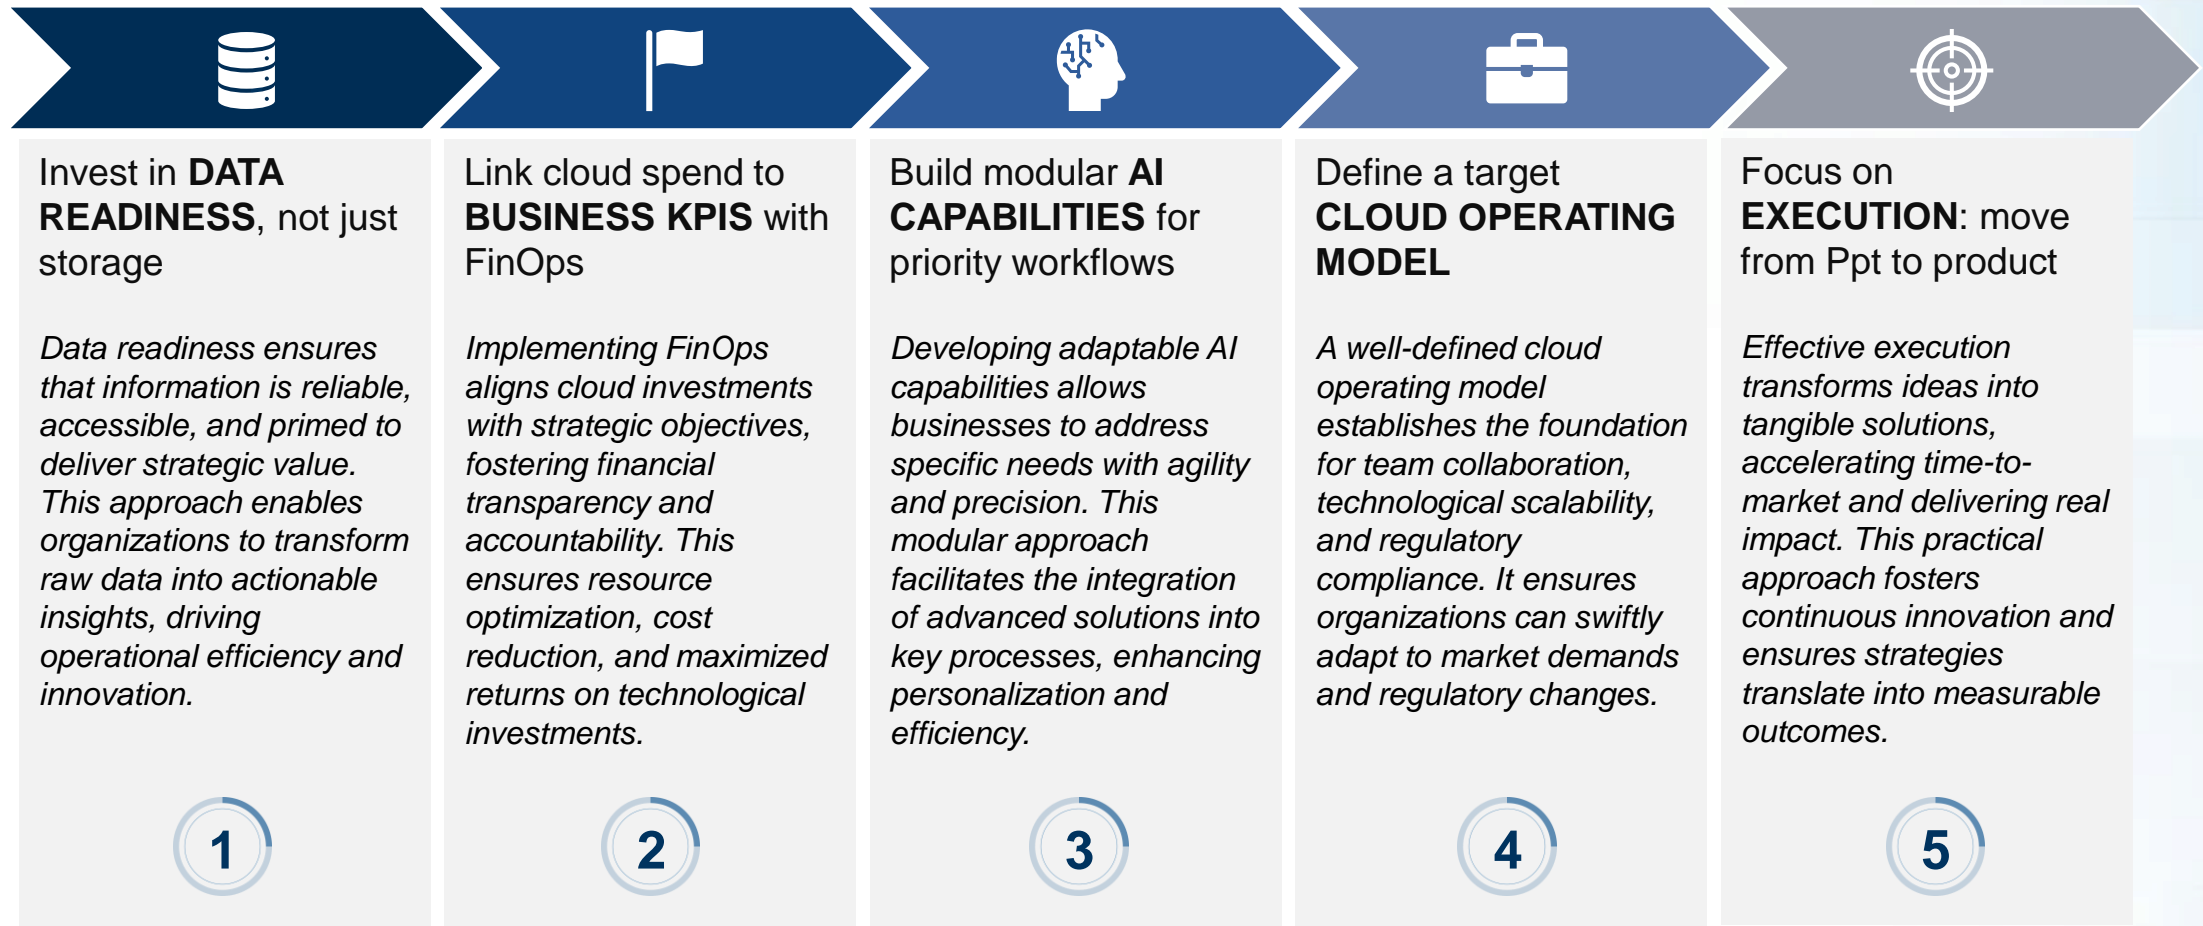 Invest in DATA
READINESS, not just
storage
Data readiness ensures
that information is reliable,
accessible, and primed to
deliver strategic value.
This approach enables
organizations to transform
raw data into actionable
insights, driving
operational efficiency and
innovation.
1
Link cloud spend to
BUSINESS KPIS with
FinOps
Implementing FinOps
aligns cloud investments
with strategic objectives,
fostering financial
transparency and
accountability. This
ensures resource
optimization, cost
reduction, and maximized
returns on technological
investments.
2
Build modular AI
CAPABILITIES for
priority workflows
Developing adaptable AI
capabilities allows
businesses to address
specific needs with agility
and precision. This
modular approach
facilitates the integration
of advanced solutions into
key processes, enhancing
personalization and
efficiency.
3
Define a target
CLOUD OPERATING
MODEL
A well-defined cloud
operating model
establishes the foundation
for team collaboration,
technological scalability,
and regulatory
compliance. It ensures
organizations can swiftly
adapt to market demands
and regulatory changes.
4
Focus on
EXECUTION: move
from Ppt to product
Effective execution
transforms ideas into
tangible solutions,
accelerating time-to-
market and delivering real
impact. This practical
approach fosters
continuous innovation and
ensures strategies
translate into measurable
outcomes.
5